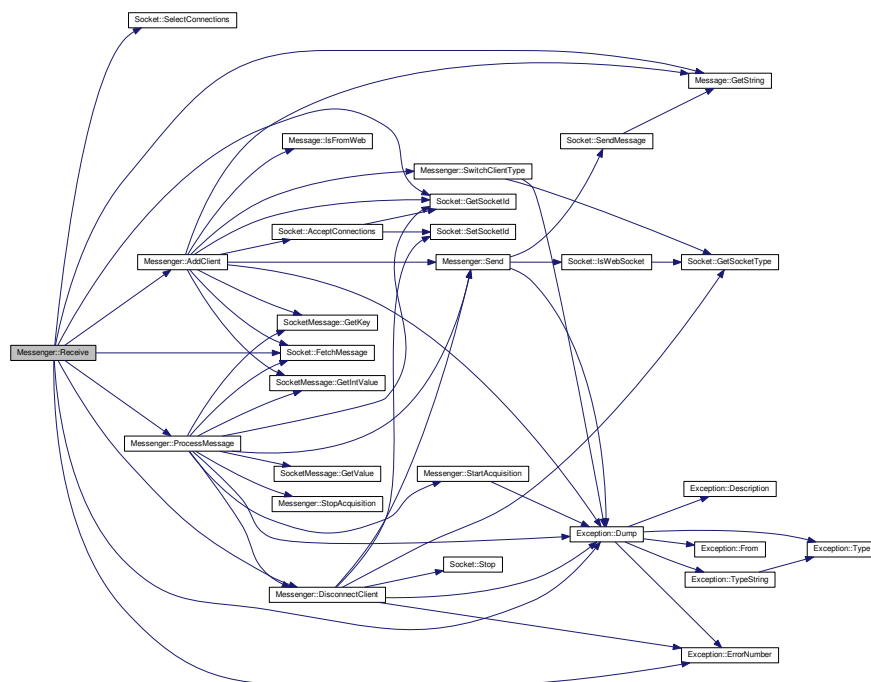 Socket::SelectConnections
Message::GetString
Message::IsFromWeb
Socket::SendMessage
Messenger::SwitchClientType
Socket::GetSocketId
Socket::AcceptConnections
Socket::SetSocketId
Messenger::AddClient
Messenger::Send
Socket::IsWebSocket
Socket::GetSocketType
SocketMessage::GetKey
Messenger::Receive
Socket::FetchMessage
SocketMessage::GetIntValue
Messenger::ProcessMessage
SocketMessage::GetValue
Messenger::StartAcquisition
Exception::Description
Messenger::StopAcquisition
Exception::Dump
Exception::From
Exception::Type
Socket::Stop
Exception::TypeString
Messenger::DisconnectClient
Exception::ErrorNumber